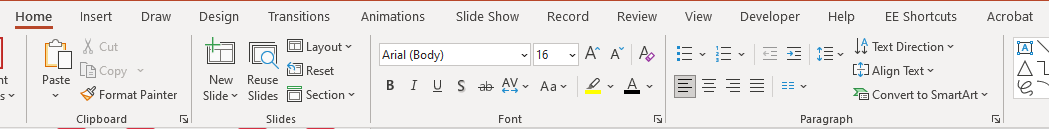 Home Insert Draw Design Transitions Animations Slide Show Record Review View Developer Help EE Shortcuts Acrobat
Cut
Copy
Format Painter
Paste
Clipboard
New
Slide
Reuse
Slides
Layout
Reset
Section
Slides
Arial (Body) 16 A A A
B I U S ab AV Aa A
Font
Text Direction
Align Text
Convert to SmartArt
Paragraph